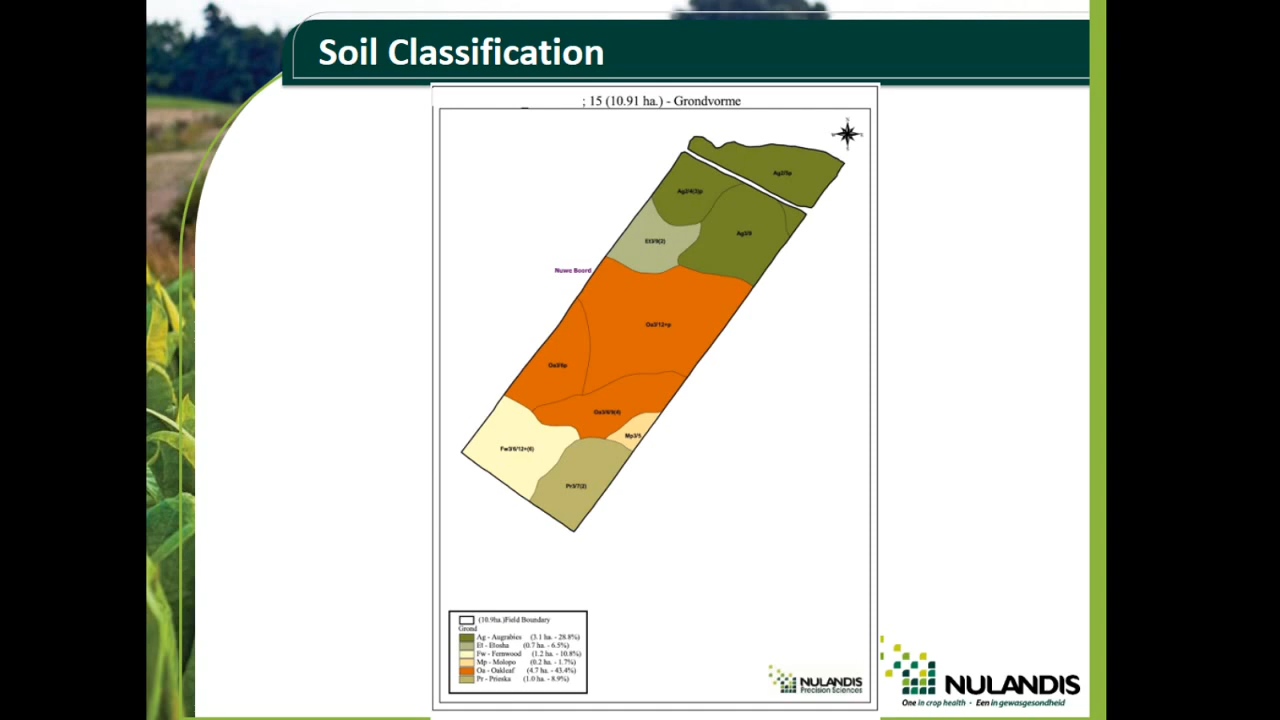 Soil Classification
; 15 (10.91 ha.) - Grondvorme
N
Ag2/5p
Ag2/4(3)p
Ag3/8
Et3/9(2)
Nuwe Boord
Oa3/12+p
Oa3/6p
Oa3/6/9(4)
Mp3/5
Fw3/6/12+(6)
Pr3/7(2)
(10.9ha.)Field Boundary
Grond
Ag - Augrabies (3.1 ha. - 28.8%)
Et - Etosha (0.7 ha. - 6.5%)
Fw - Fernwood (1.2 ha. - 10.8%)
Mp - Molopo (0.2 ha. - 1.7%)
Oa - Oakleaf (4.7 ha. - 43.4%)
Pr - Prieska (1.0 ha. - 8.9%)
NULANDIS
Precision Sciences
NULANDIS
One in crop health · Een in gewasgesondheid